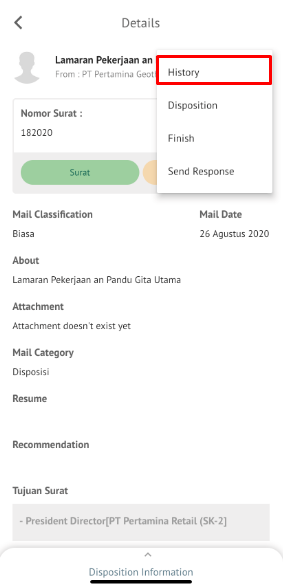 Details
Lamaran Pekerjaan an
From : PT Pertamina Geoth
History
Disposition
Finish
Send Response
Nomor Surat :
182020
Surat
Mail Classification
Mail Date
Biasa
26 Agustus 2020
About
Lamaran Pekerjaan an Pandu Gita Utama
Attachment
Attachment doesn't exist yet
Mail Category
Disposisi
Resume
Recommendation
Tujuan Surat
- President Director[PT Pertamina Retail (SK-2]
Disposition Information